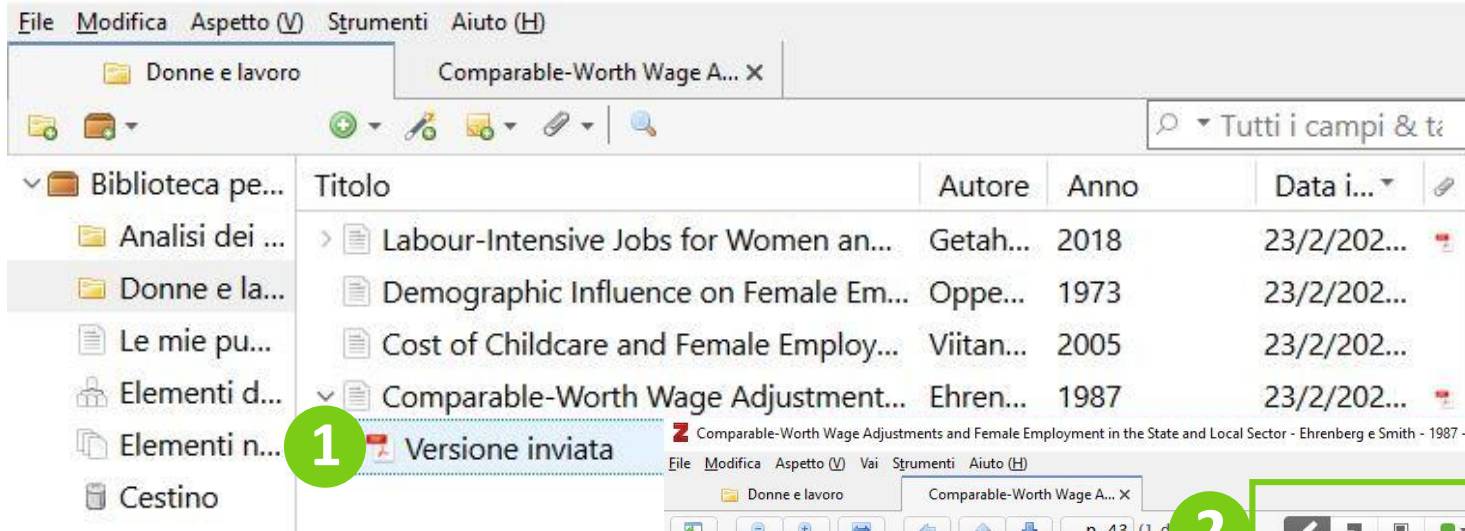 File Modifica Aspetto (V) Strumenti Aiuto (H)
Donne e lavoro Comparable-Worth Wage A... ×
Tutti i campi & ta
Biblioteca pe... Titolo Autore Anno Data i...
Analisi dei ... Labour-Intensive Jobs for Women an... Getah... 2018 23/2/202...
Donne e la... Demographic Influence on Female Em... Oppe... 1973 23/2/202...
Le mie pu... Cost of Childcare and Female Employ... Viitan... 2005 23/2/202...
Elementi d... Comparable-Worth Wage Adjustment... Ehren... 1987 23/2/202...
Elementi n... 1 Versione inviata
Cestino
Z Comparable-Worth Wage Adjustments and Female Employment in the State and Local Sector - Ehrenberg e Smith - 1987 -
File Modifica Aspetto (V) Vai Strumenti Aiuto (H)
Donne e lavoro Comparable-Worth Wage A... ×
2